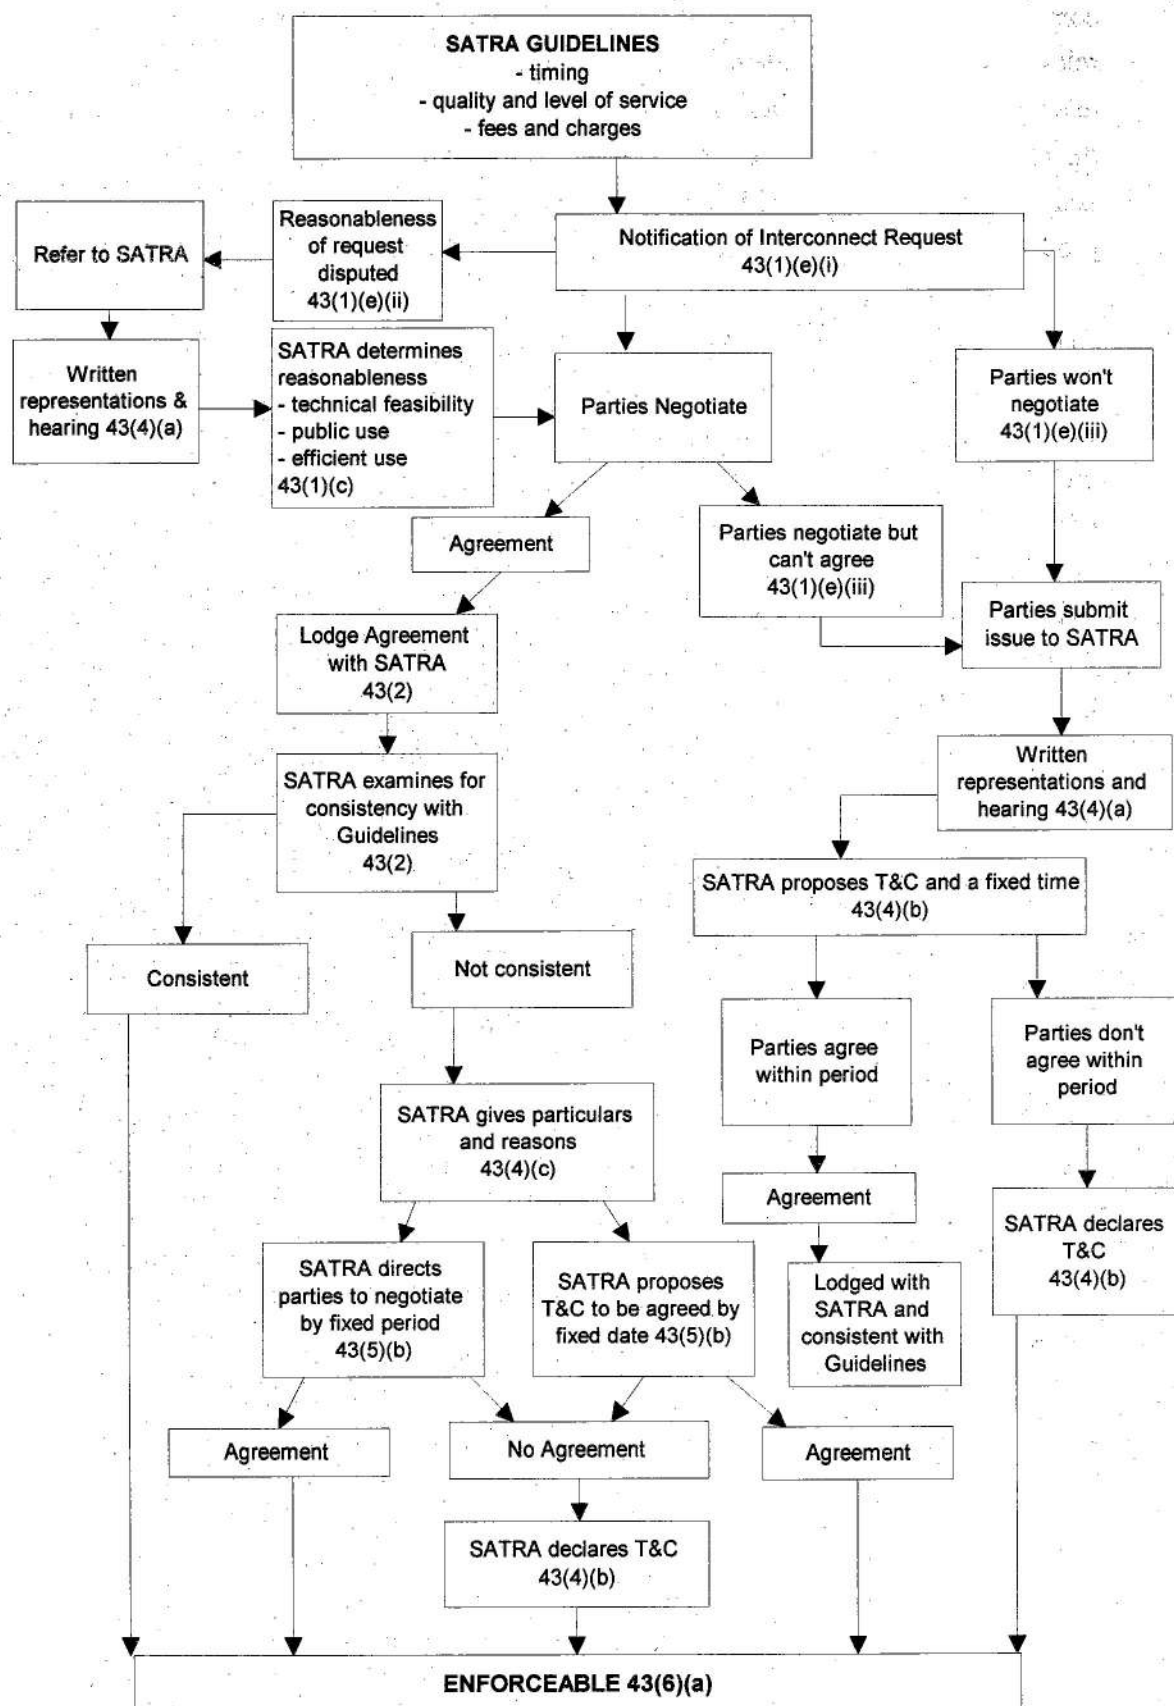 SATRA GUIDELINES
- timing
- quality and level of service
- fees and charges
Refer to SATRA
Reasonableness
of request
disputed
43(1)(e)(ii)
Notification of Interconnect Request
43(1)(e)(i)
Written
representations &
hearing 43(4)(a)
SATRA determines
reasonableness
- technical feasibility
- public use
- efficient use
43(1)(c)
Parties Negotiate
Parties won't
negotiate
43(1)(e)(iii)
Agreement
Parties negotiate but
can't agree
43(1)(e)(iii)
Parties submit
issue to SATRA
Lodge Agreement
with SATRA
43(2)
Written
representations and
hearing 43(4)(a)
SATRA examines for
consistency with
Guidelines
43(2)
SATRA proposes T&C and a fixed time
43(4)(b)
Consistent
Not consistent
Parties agree
within period
Parties don't
agree within
period
SATRA gives particulars
and reasons
43(4)(c)
Agreement
SATRA declares
T&C
43(4)(b)
SATRA directs
parties to negotiate
by fixed period
43(5)(b)
SATRA proposes
T&C to be agreed by
fixed date 43(5)(b)
Lodged with
SATRA and
consistent with
Guidelines
Agreement
No Agreement
Agreement
SATRA declares T&C
43(4)(b)
ENFORCEABLE 43(6)(a)